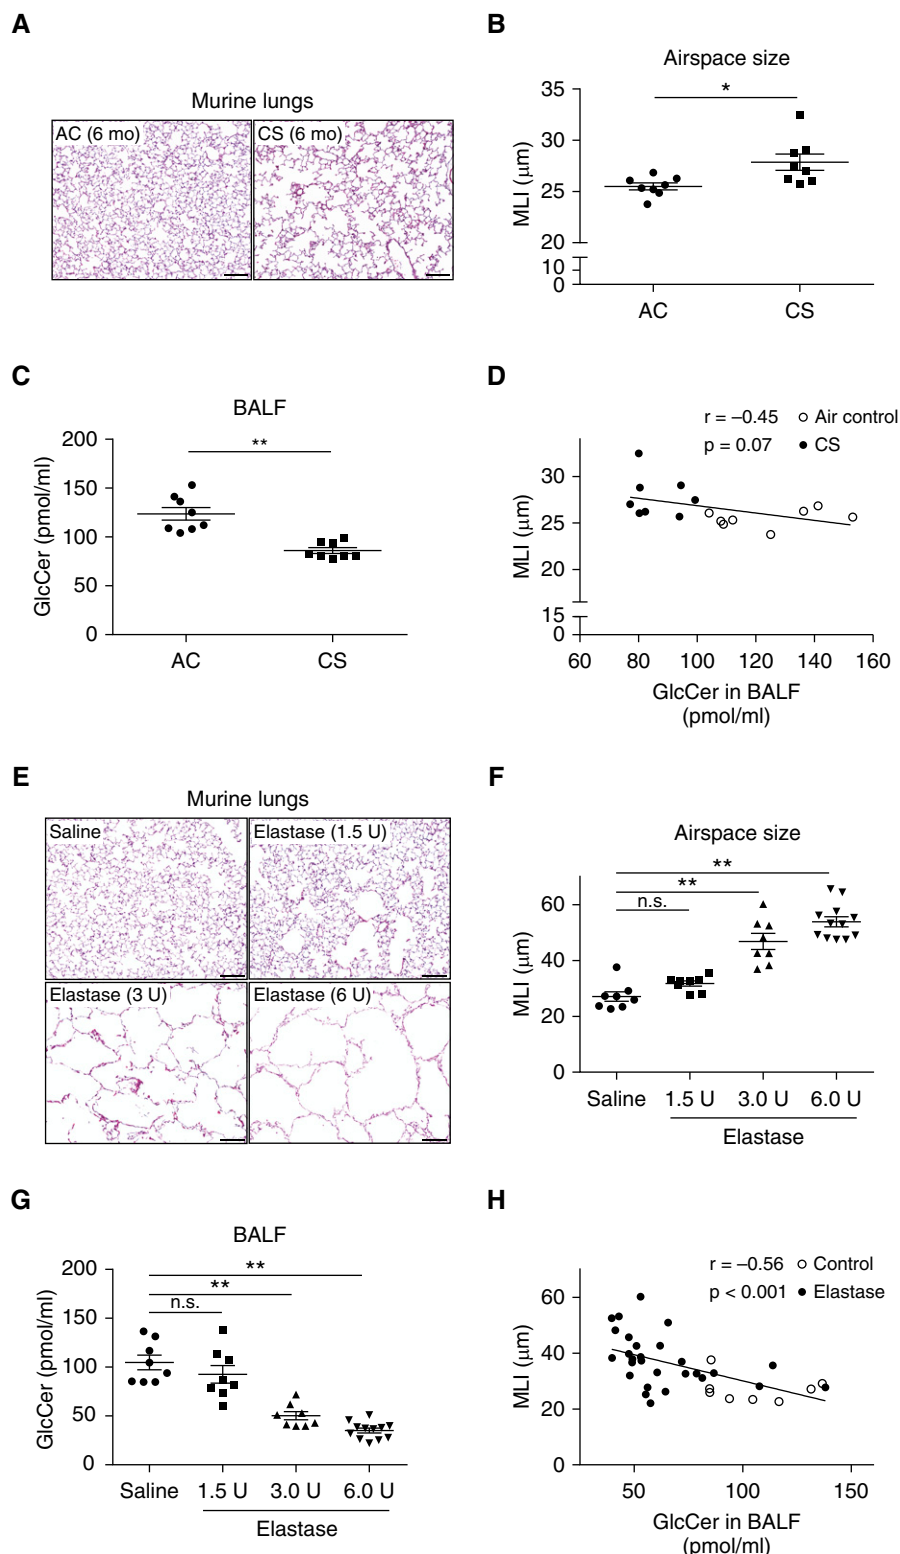 A
Murine lungs
AC (6 mo)
CS (6 mo)
B
Airspace size
*
MLI (μm)
35
30
25
20
10
0
AC
CS
C
BALF
**
GlcCer (pmol/ml)
200
150
100
50
0
AC
CS
D
r = –0.45
Air control
p = 0.07
CS
MLI (μm)
30
25
20
15
0
60
80
100
120
140
160
GlcCer in BALF
(pmol/ml)
E
Murine lungs
Saline
Elastase (1.5 U)
Elastase (3 U)
Elastase (6 U)
F
Airspace size
**
**
n.s.
MLI (μm)
60
40
20
0
Saline
1.5 U
3.0 U
6.0 U
Elastase
G
BALF
**
**
n.s.
GlcCer (pmol/ml)
200
150
100
50
0
Saline
1.5 U
3.0 U
6.0 U
Elastase
H
r = –0.56
Control
p < 0.001
Elastase
MLI (μm)
60
40
20
0
50
100
150
GlcCer in BALF
(pmol/ml)